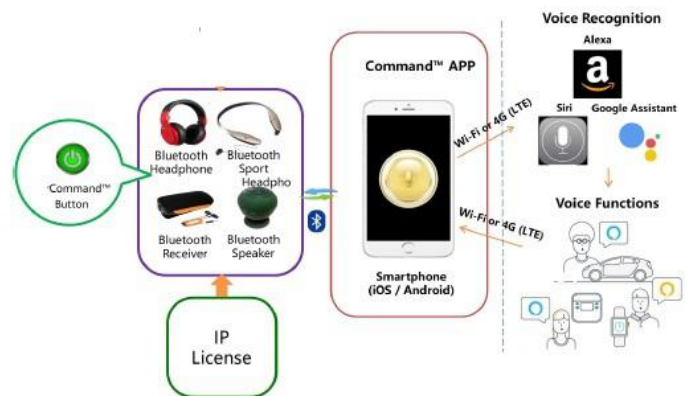 'Command™
Button
Bluetooth
Headphone
Bluetooth
Sport
Headpho
Bluetooth
Receiver
Bluetooth
Speaker
IP
License
Command™ APP
Smartphone
(iOS / Android)
Wi-Fi or 4G (LTE)
Wi-Fi or 4G (LTE)
Voice Recognition
Alexa
a
Siri
Google Assistant
Voice Functions